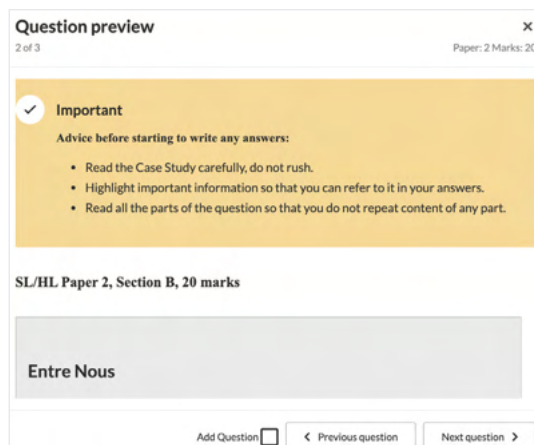 Question preview
×
2 of 3
Paper: 2 Marks: 20
Important
Advice before starting to write any answers:
• Read the Case Study carefully, do not rush.
• Highlight important information so that you can refer to it in your answers.
• Read all the parts of the question so that you do not repeat content of any part.
SL/HL Paper 2, Section B, 20 marks
Entre Nous
Add Question
Previous question
Next question